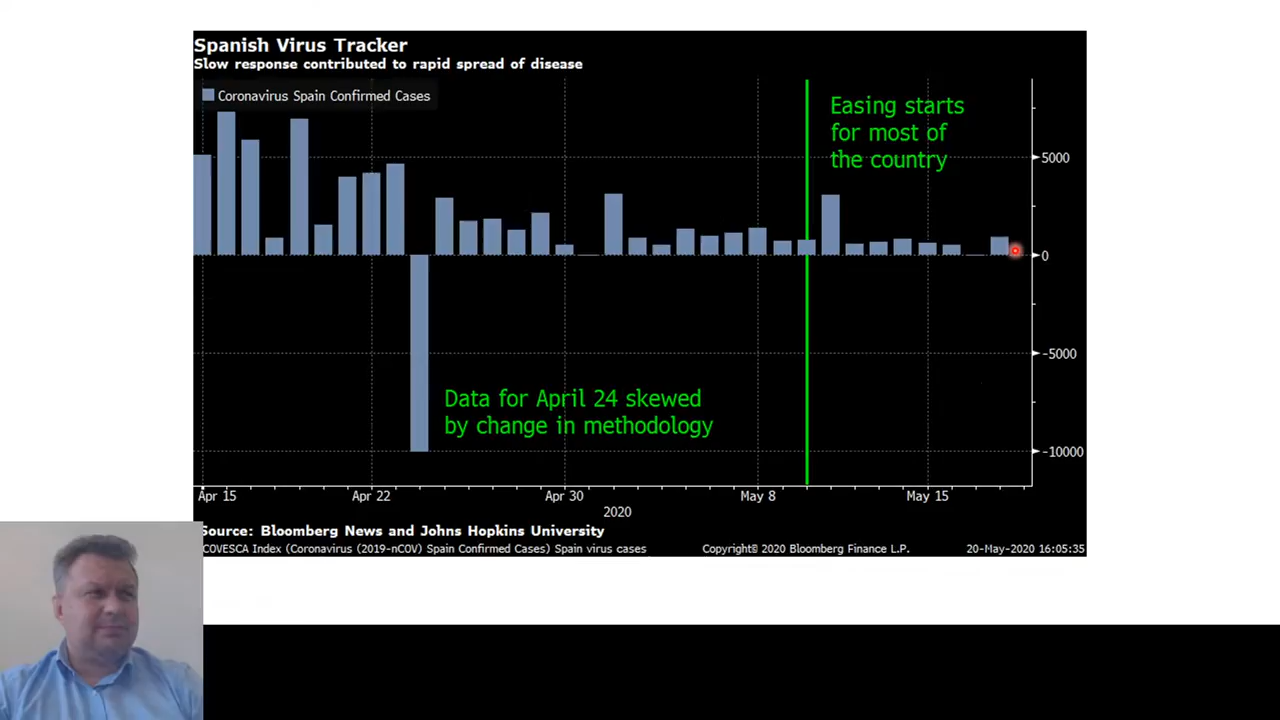 Spanish Virus Tracker
Slow response contributed to rapid spread of disease
Coronavirus Spain Confirmed Cases
Easing starts
for most of
the country
5000
0
-5000
-10000
Data for April 24 skewed
by change in methodology
Apr 15
Apr 22
Apr 30
May 8
May 15
2020
Source: Bloomberg News and Johns Hopkins University
COVESCA Index (Coronavirus (2019-nCOV) Spain Confirmed Cases) Spain virus cases
Copyright© 2020 Bloomberg Finance L.P.
20-May-2020 16:05:35